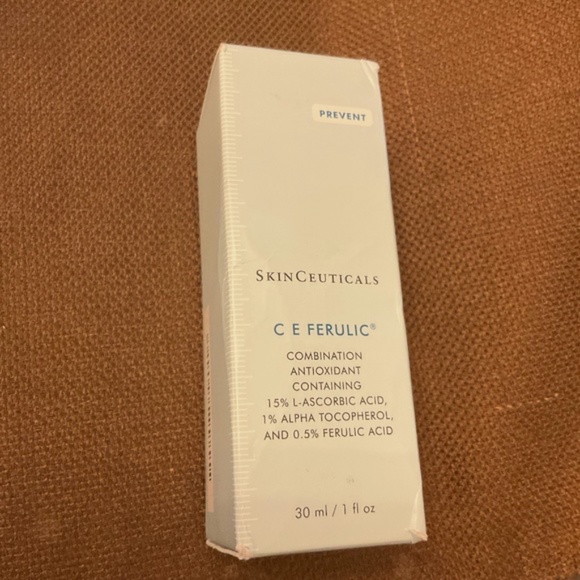 PREVENT
SKINCEUTICALS
C E FERULIC®
COMBINATION
ANTIOXIDANT
CONTAINING
15% L-ASCORBIC ACID,
1% ALPHA TOCOPHEROL,
AND 0.5% FERULIC ACID
30 ml / 1 fl oz